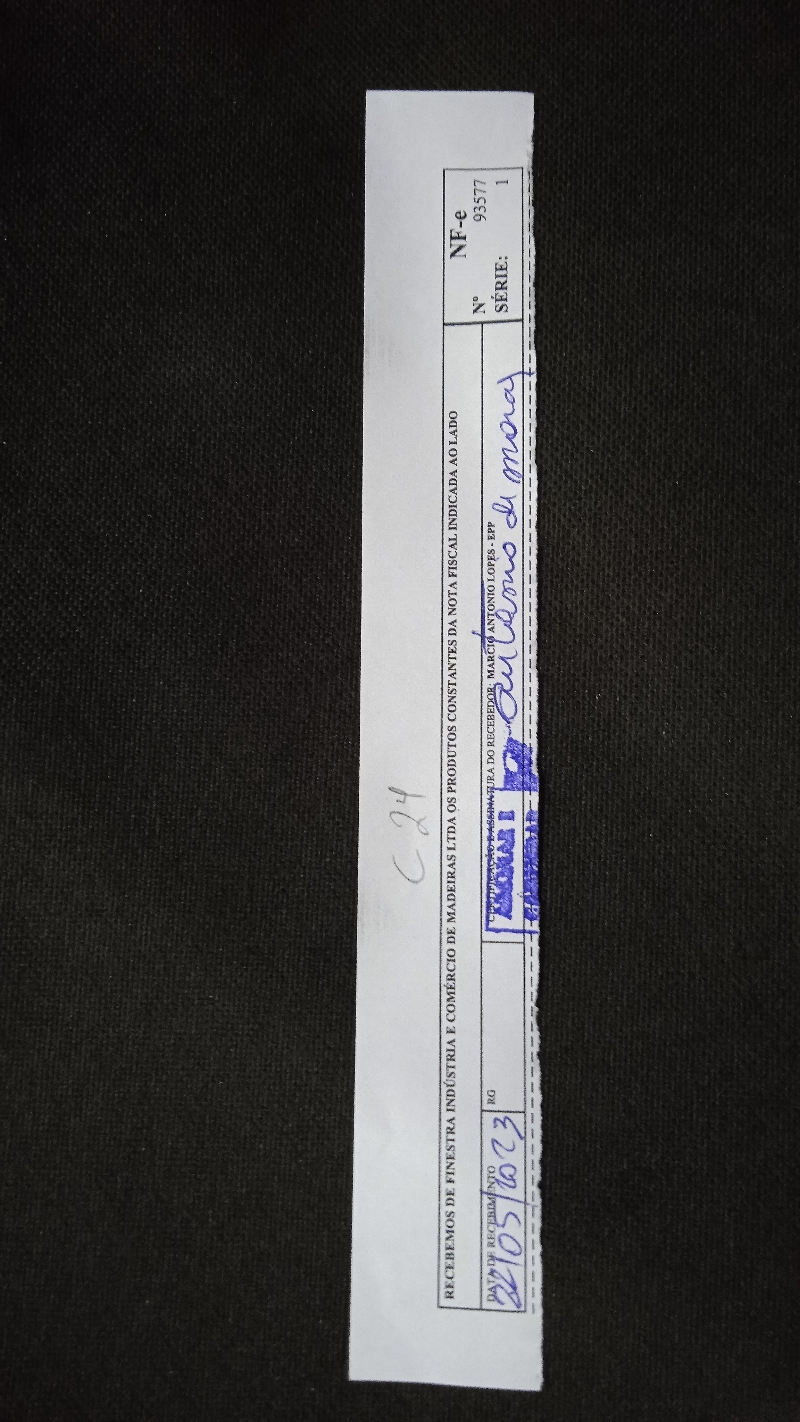 C 24
RECEBEMOS DE FINESTRA INDÚSTRIA E COMÉRCIO DE MADEIRAS LTDA OS PRODUTOS CONSTANTES DA NOTA FISCAL INDICADA AO LADO
NF-e
Nº 93577
SÉRIE: 1
DATA DE RECEBIMENTO
22/05/2023
RG
IDENTIFICAÇÃO E ASSINATURA DO RECEBEDOR: MARCIO ANTONIO LOPES - EPP
antonio de